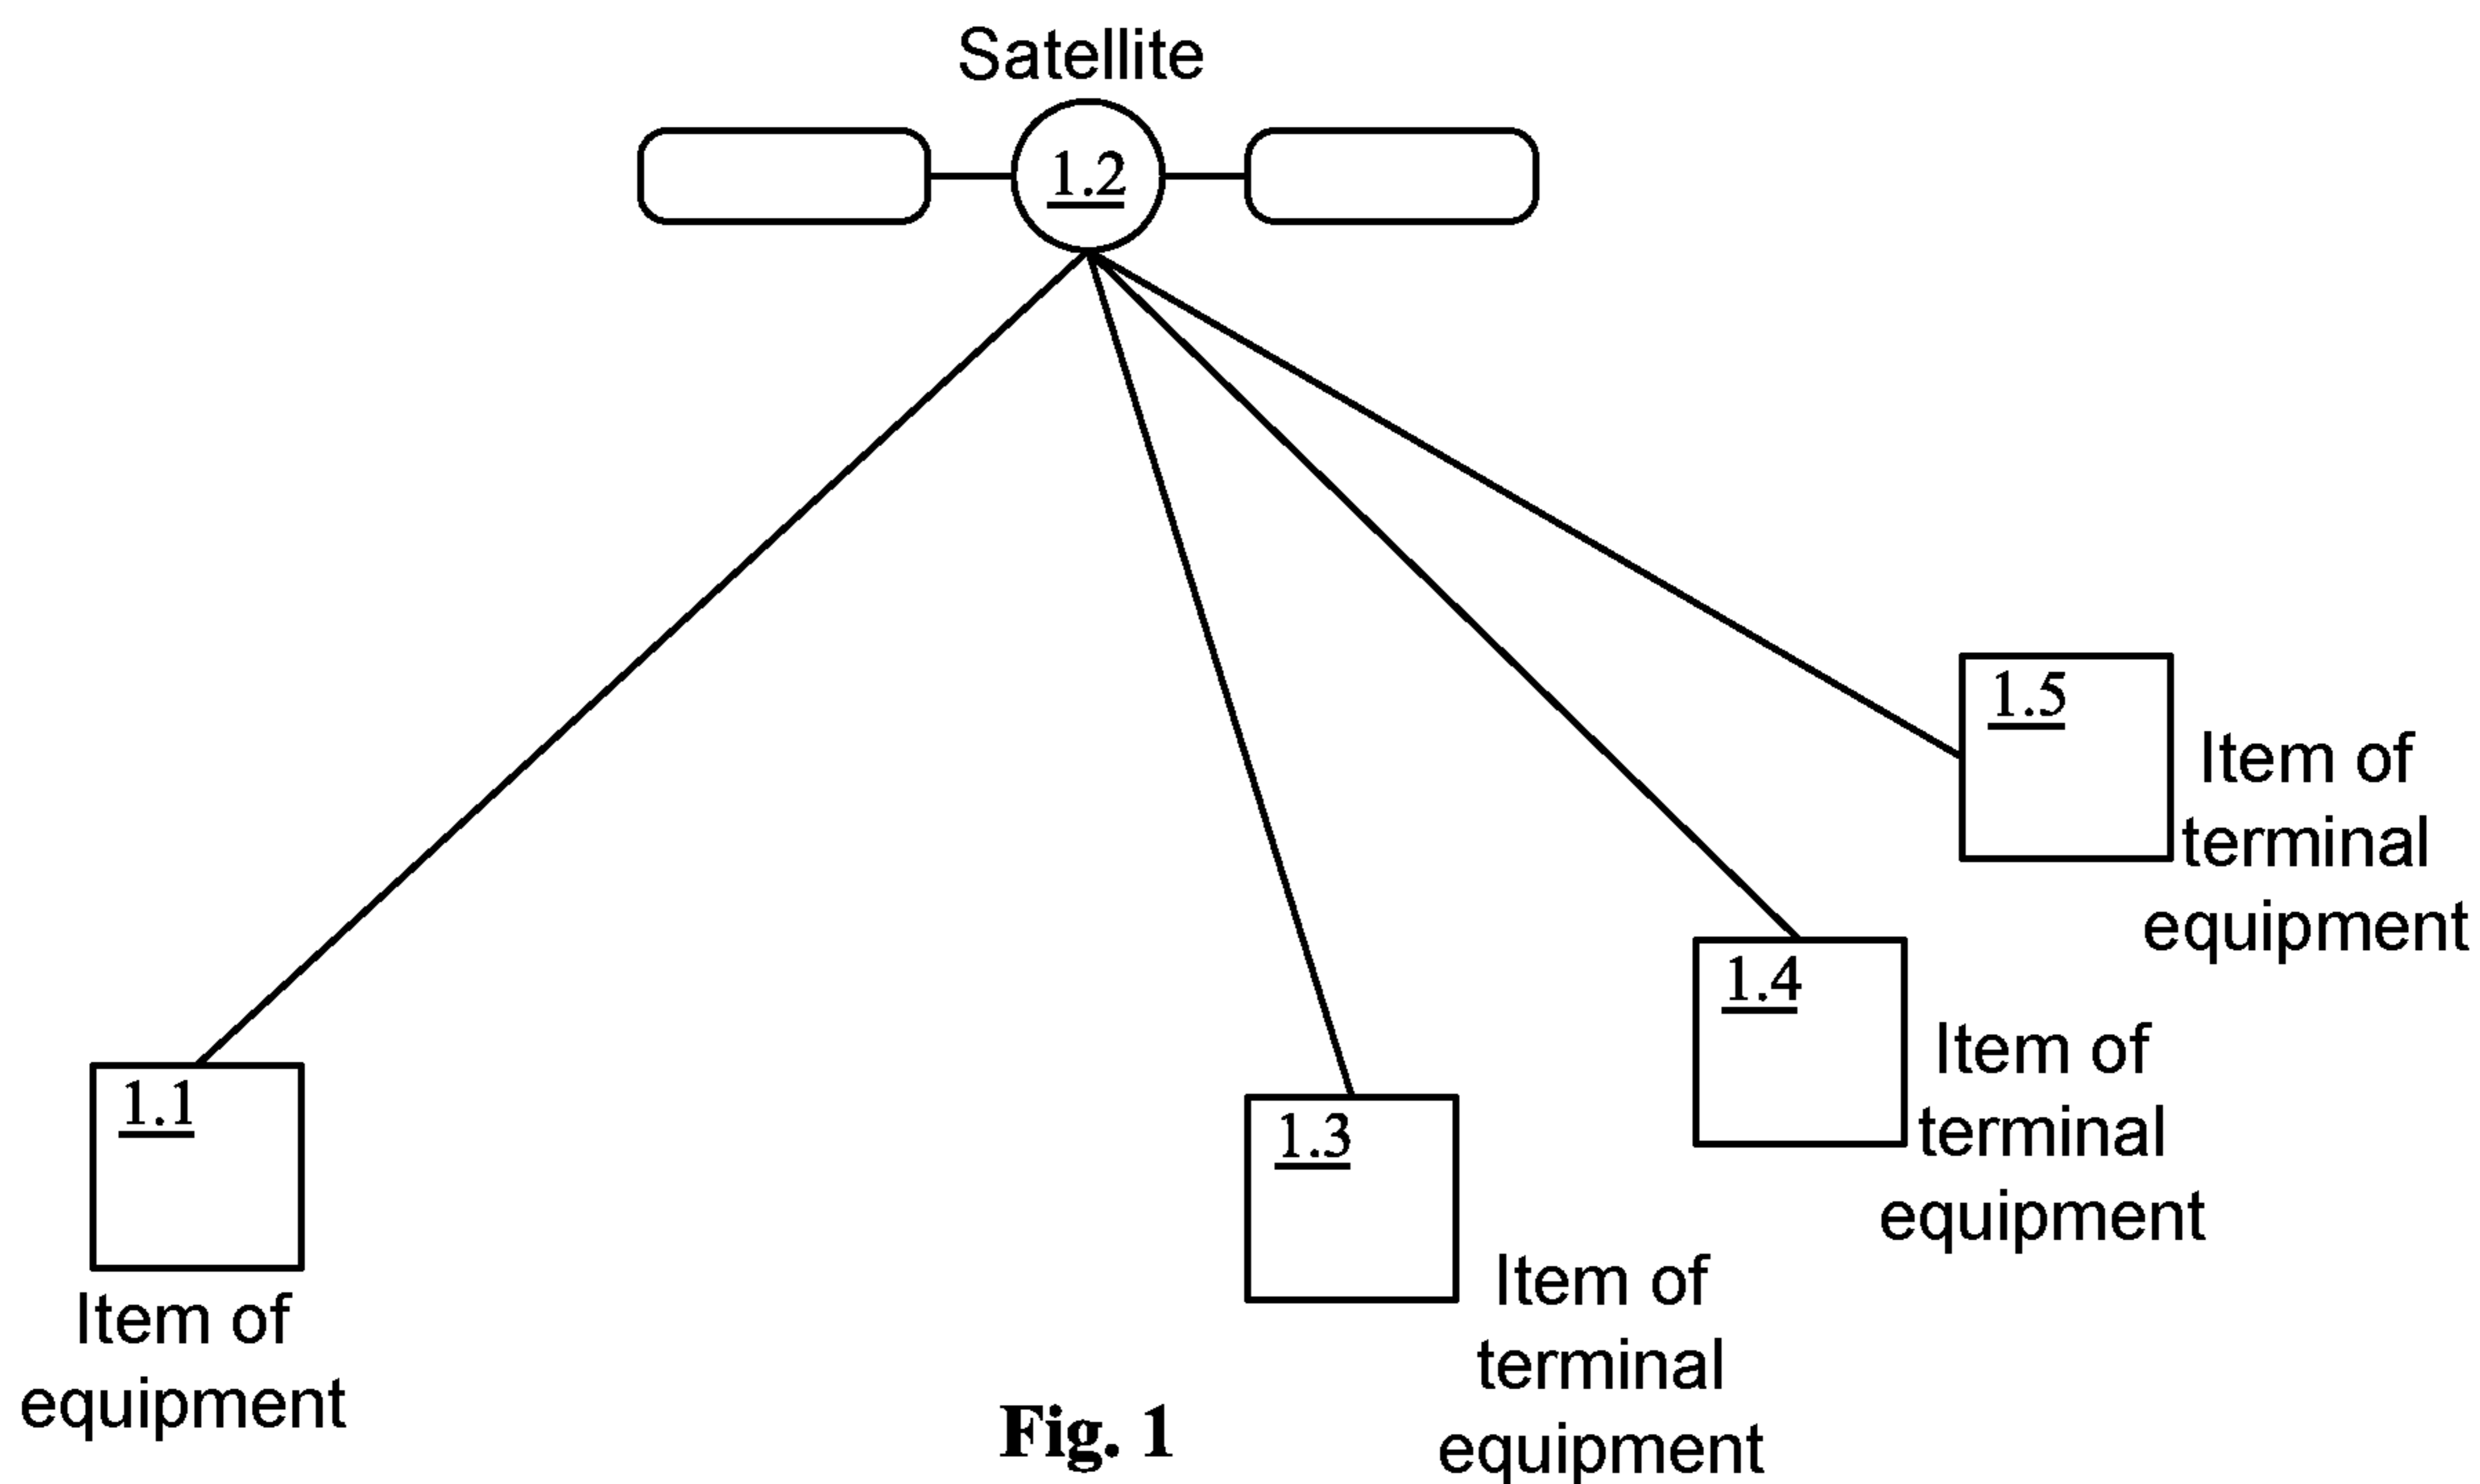 Satellite
1.2
1.5
Item of
terminal
equipment
1.4
Item of
terminal
equipment
1.1
Item of
equipment
1.3
Item of
terminal
equipment
Fig. 1